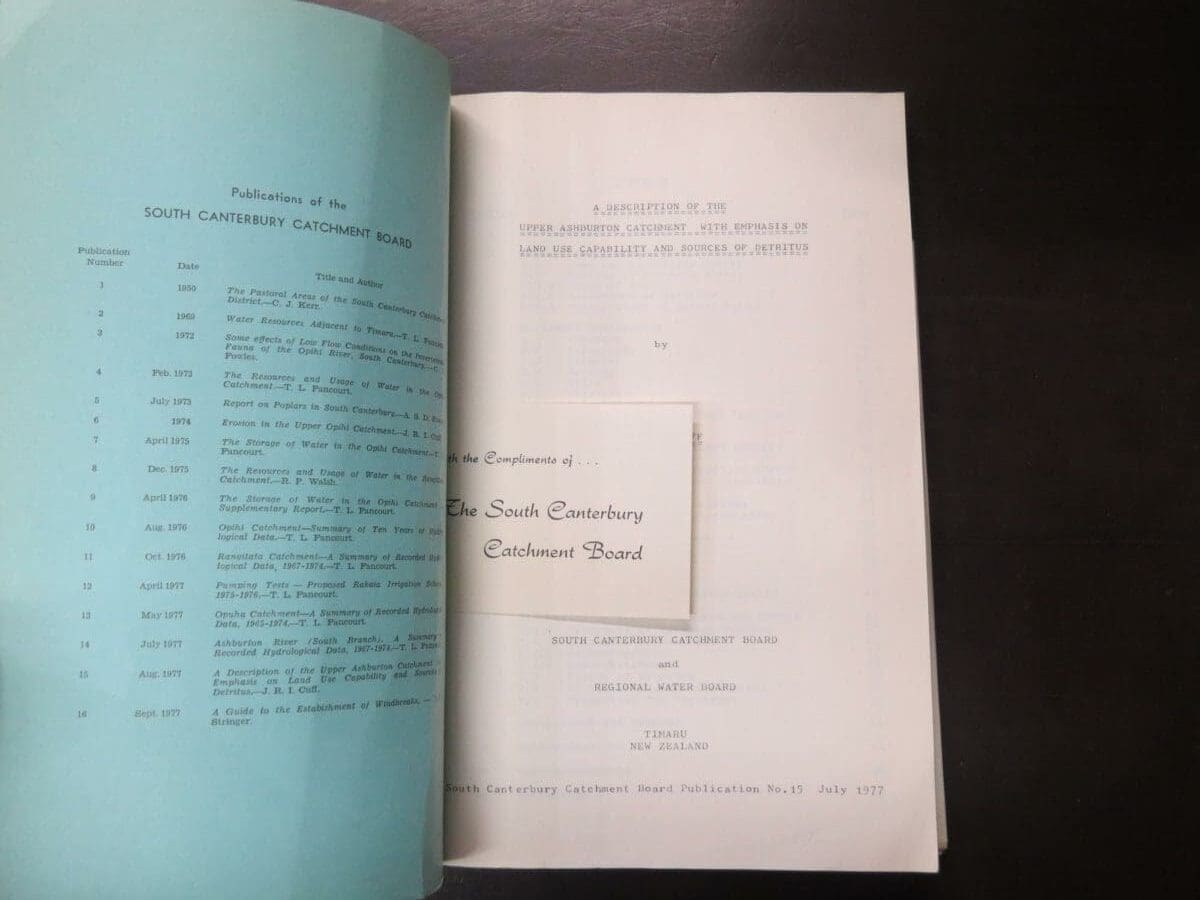 Publications of the
SOUTH CANTERBURY CATCHMENT BOARD
Publication
Number
Date
Title and Author
1 1950 The Pastoral Areas of the South Canterbury
District.—C. J. Kerr.
2 1969 Water Resources Adjacent to Timaru.—T. L.
3 1972 Some effects of Low Flow Conditions on the
Fauna of the Opihi River, South Canterbury.—C.
Powles.
4 Feb. 1973 The Resources and Usage of Water in the
Catchment.—T. L. Pancourt.
5 July 1973 Report on Poplars in South Canterbury.—A. S. D.
6 1974 Erosion in the Upper Opihi Catchment.—J. R. I. Cuff
7 April 1975 The Storage of Water in the Opihi Catchment.—T.
Pancourt.
8 Dec. 1975 The Resources and Usage of Water in the
Catchment.—R. P. Walsh.
9 April 1976 The Storage of Water in the Opihi Catchment
Supplementary Report.—T. L. Pancourt.
10 Aug. 1976 Opihi Catchment—Summary of Ten Years of
logical Data.—T. L. Pancourt.
11 Oct. 1976 Rangitata Catchment—A Summary of Recorded
logical Data, 1967-1974.—T. L. Pancourt.
12 April 1977 Pumping Tests — Proposed Rakaia Irrigation
1975-1976.—T. L. Pancourt.
13 May 1977 Opuha Catchment—A Summary of Recorded
Data, 1965-1974.—T. L. Pancourt
14 July 1977 Ashburton River (South Branch). A Summary
Recorded Hydrological Data, 1967-1974.—T. L.
15 Aug. 1977 A Description of the Upper Ashburton Catchment
Emphasis on Land Use Capability and
Detritus.—J. R. I. Cuff.
16 Sept. 1977 A Guide to the Establishment of Windbreaks. —
Stringer.
A DESCRIPTION OF THE
UPPER ASHBURTON CATCHMENT WITH EMPHASIS ON
LAND USE CAPABILITY AND SOURCES OF DETRITUS
by
the Compliments of . . .
The South Canterbury
Catchment Board
SOUTH CANTERBURY CATCHMENT BOARD
and
REGIONAL WATER BOARD
TIMARU
NEW ZEALAND
South Canterbury Catchment Board Publication No.15 July 1977